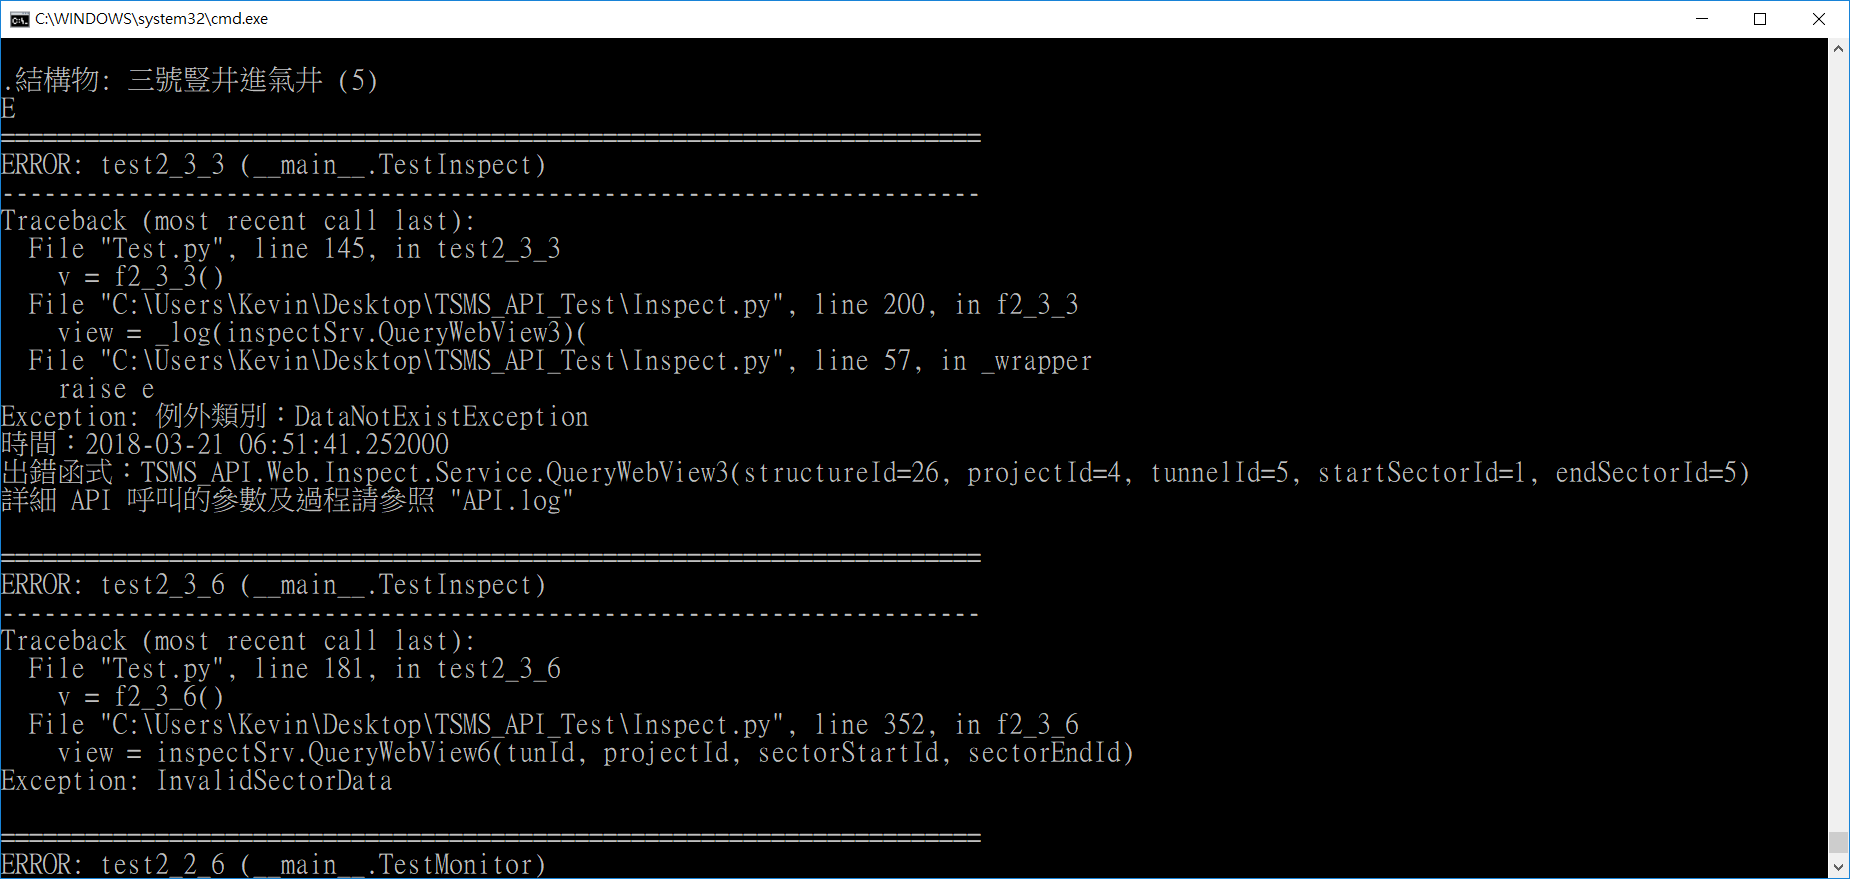 C:\WINDOWS\system32\cmd.exe
.結構物: 三號豎井進氣井 (5)
E
======================================================================
ERROR: test2_3_3 (__main__.TestInspect)
----------------------------------------------------------------------
Traceback (most recent call last):
  File "Test.py", line 145, in test2_3_3
    v = f2_3_3()
  File "C:\Users\Kevin\Desktop\TSMS_API_Test\Inspect.py", line 200, in f2_3_3
    view = _log(inspectSrv.QueryWebView3)(
  File "C:\Users\Kevin\Desktop\TSMS_API_Test\Inspect.py", line 57, in _wrapper
    raise e
Exception: 例外類別：DataNotExistException
時間：2018-03-21 06:51:41.252000
出錯函式：TSMS_API.Web.Inspect.Service.QueryWebView3(structureId=26, projectId=4, tunnelId=5, startSectorId=1, endSectorId=5)
詳細 API 呼叫的參數及過程請參照 "API.log"
======================================================================
ERROR: test2_3_6 (__main__.TestInspect)
----------------------------------------------------------------------
Traceback (most recent call last):
  File "Test.py", line 181, in test2_3_6
    v = f2_3_6()
  File "C:\Users\Kevin\Desktop\TSMS_API_Test\Inspect.py", line 352, in f2_3_6
    view = inspectSrv.QueryWebView6(tunId, projectId, sectorStartId, sectorEndId)
Exception: InvalidSectorData
======================================================================
ERROR: test2_2_6 (__main__.TestMonitor)